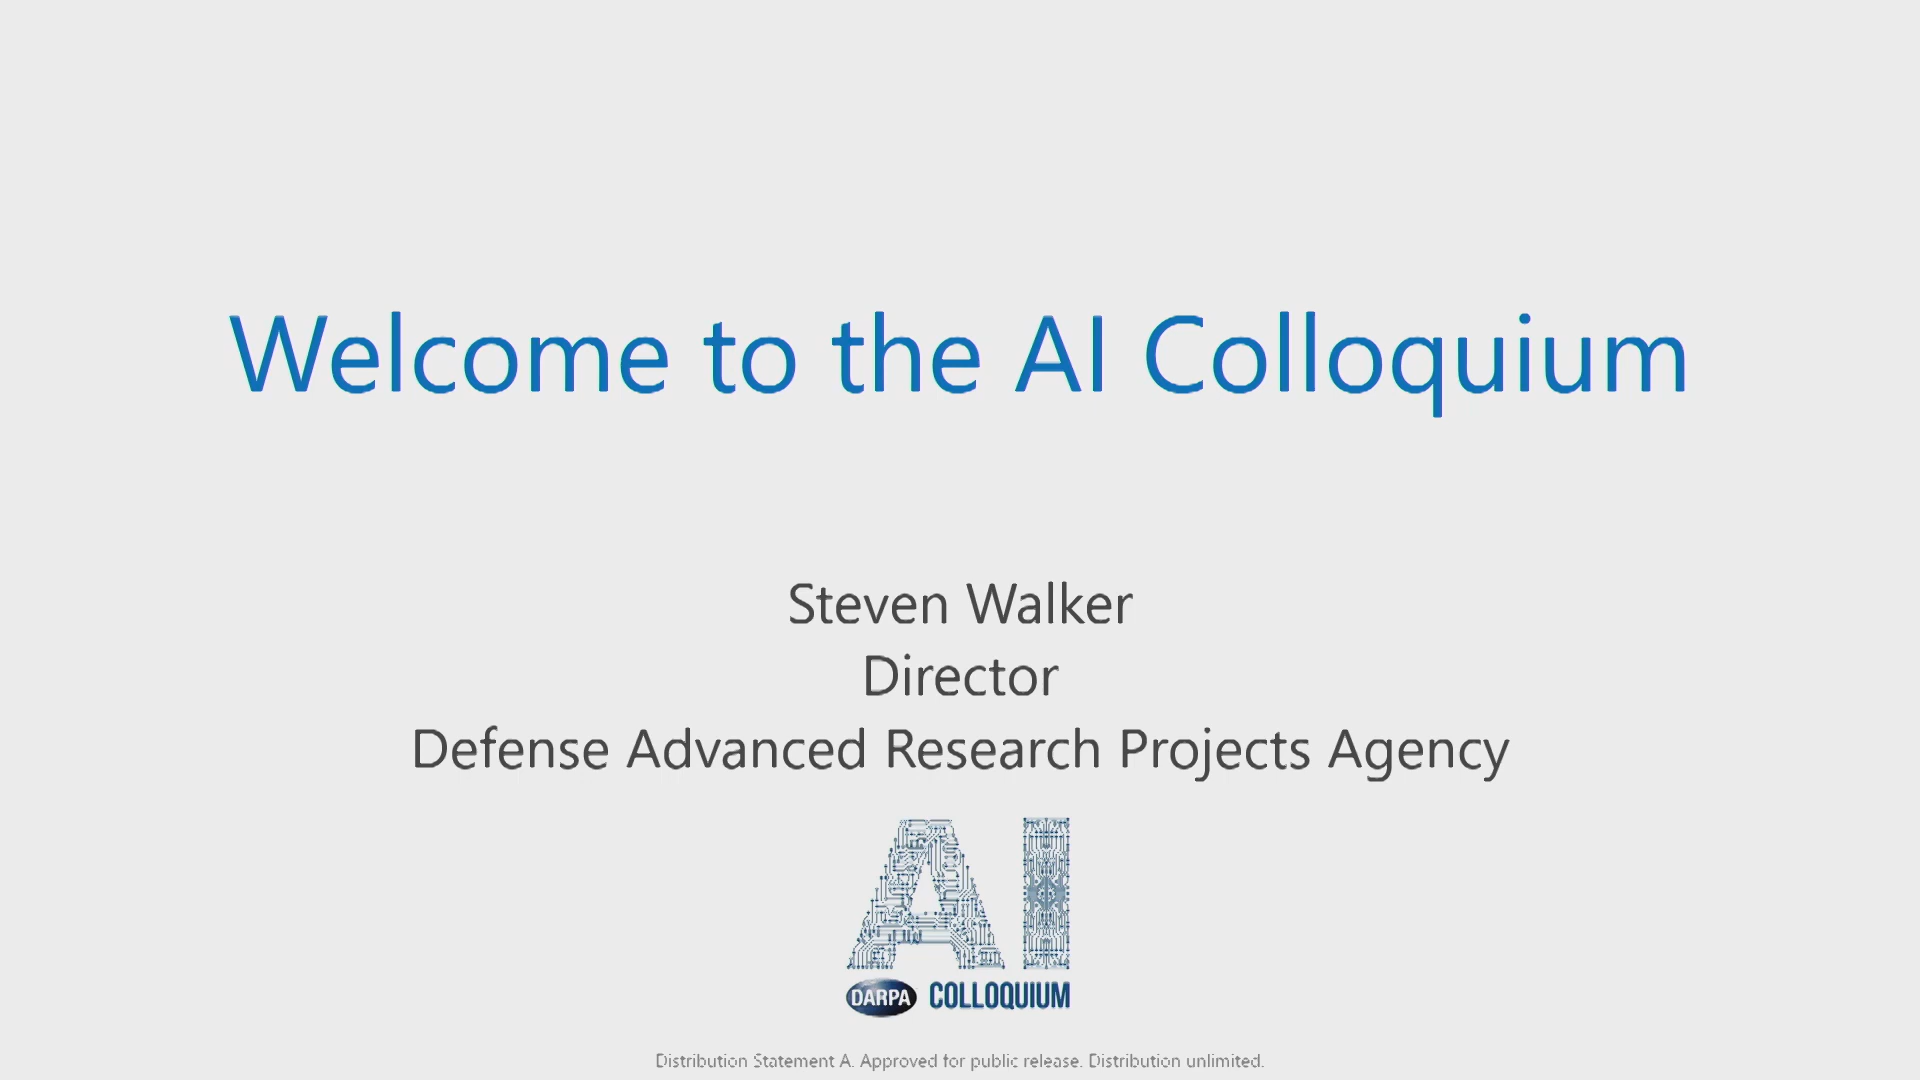 Welcome to the AI Colloquium
Steven Walker
Director
Defense Advanced Research Projects Agency
AI
DARPA COLLOQUIUM
Distribution Statement A. Approved for public release. Distribution unlimited.